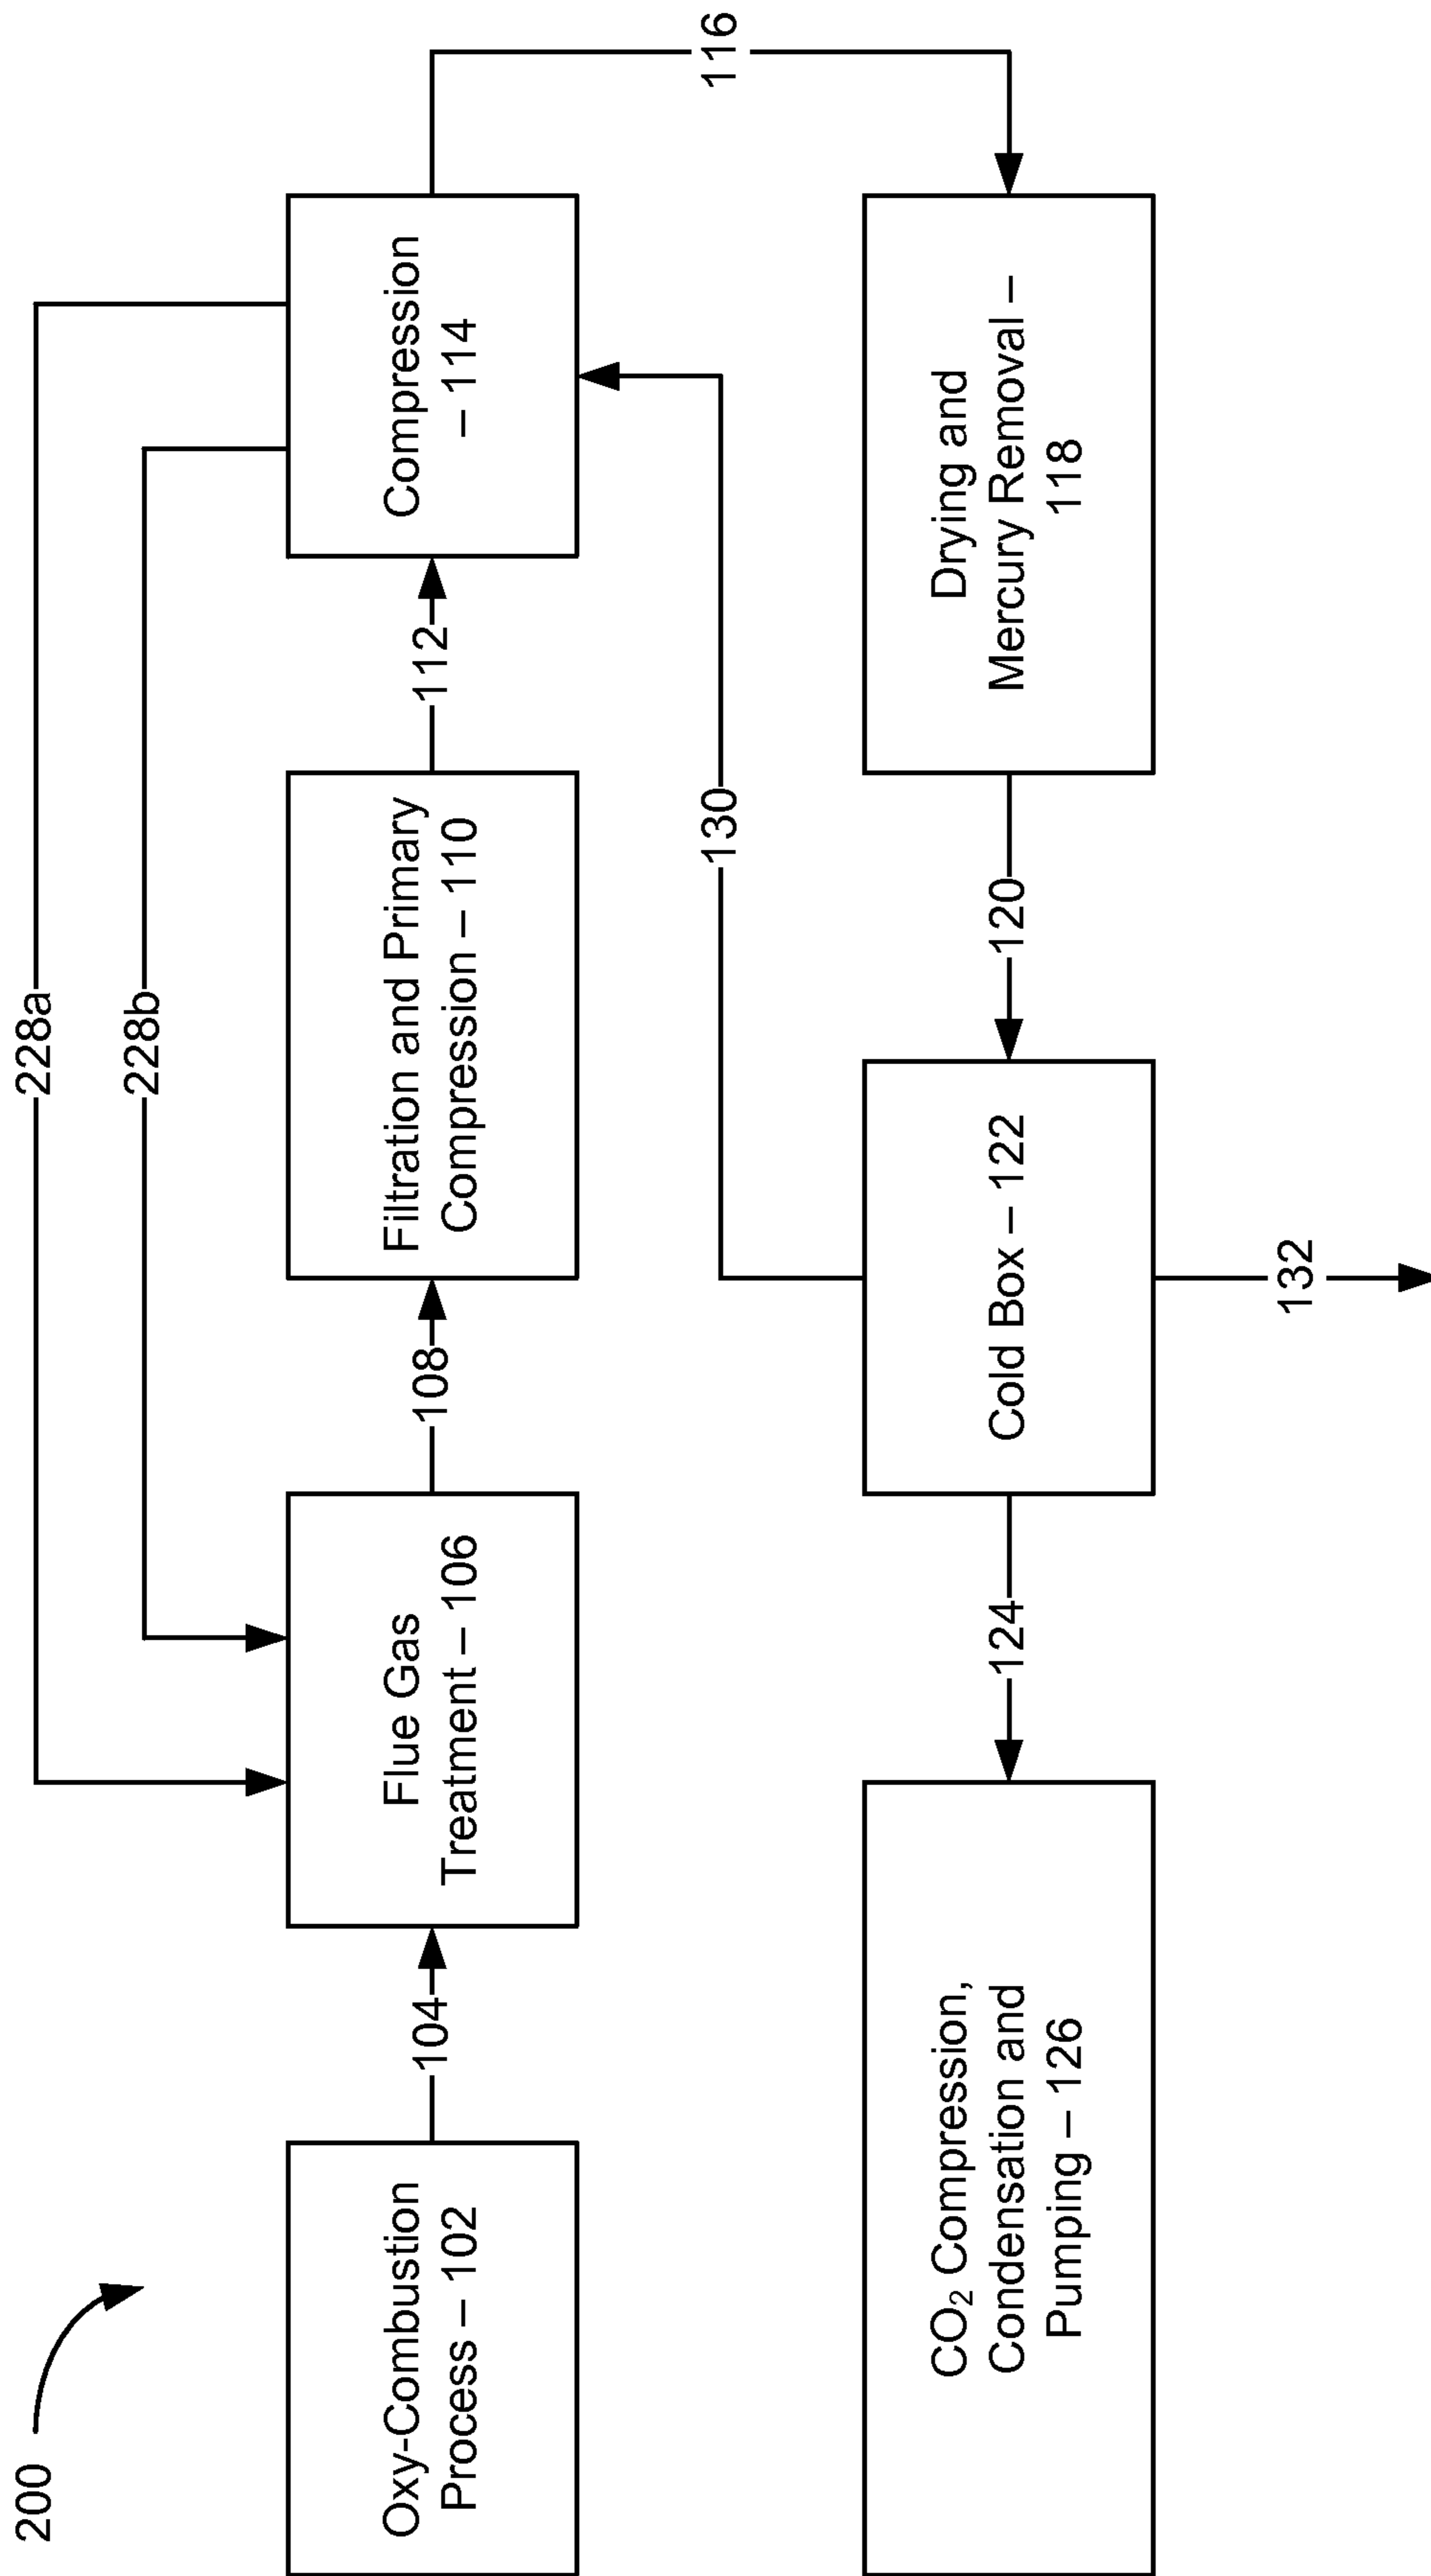 200
228a
228b
Oxy-Combustion
Process – 102
104
Flue Gas
Treatment – 106
108
Filtration and Primary
Compression – 110
112
Compression
– 114
116
130
CO₂ Compression,
Condensation and
Pumping – 126
124
Cold Box – 122
120
Drying and
Mercury Removal –
118
132